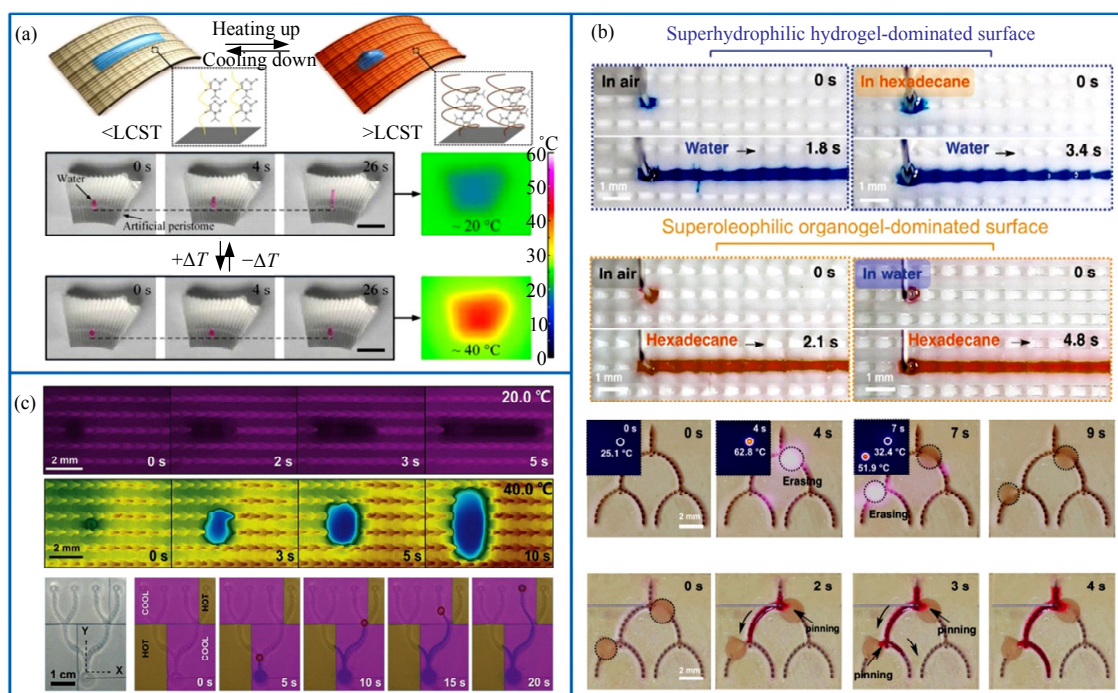 (a)
Heating up
Cooling down
<LCST
>LCST
0 s
4 s
26 s
Water
Artificial peristome
~ 20 °C
+ΔT
−ΔT
0 s
4 s
26 s
~ 40 °C
°C
60
50
40
30
20
10
0
(b)
Superhydrophilic hydrogel-dominated surface
In air
0 s
Water
1.8 s
1 mm
In hexadecane
0 s
Water
3.4 s
1 mm
Superoleophilic organogel-dominated surface
In air
0 s
Hexadecane
2.1 s
1 mm
In water
0 s
Hexadecane
4.8 s
1 mm
0 s
25.1 °C
0 s
2 mm
4 s
62.8 °C
4 s
Erasing
7 s
32.4 °C
51.9 °C
7 s
Erasing
9 s
0 s
2 mm
2 s
pinning
3 s
pinning
pinning
4 s
(c)
20.0 °C
2 mm
0 s
2 s
3 s
5 s
40.0 °C
2 mm
0 s
3 s
5 s
10 s
Y
X
1 cm
COOL
HOT
HOT
COOL
0 s
5 s
10 s
15 s
20 s